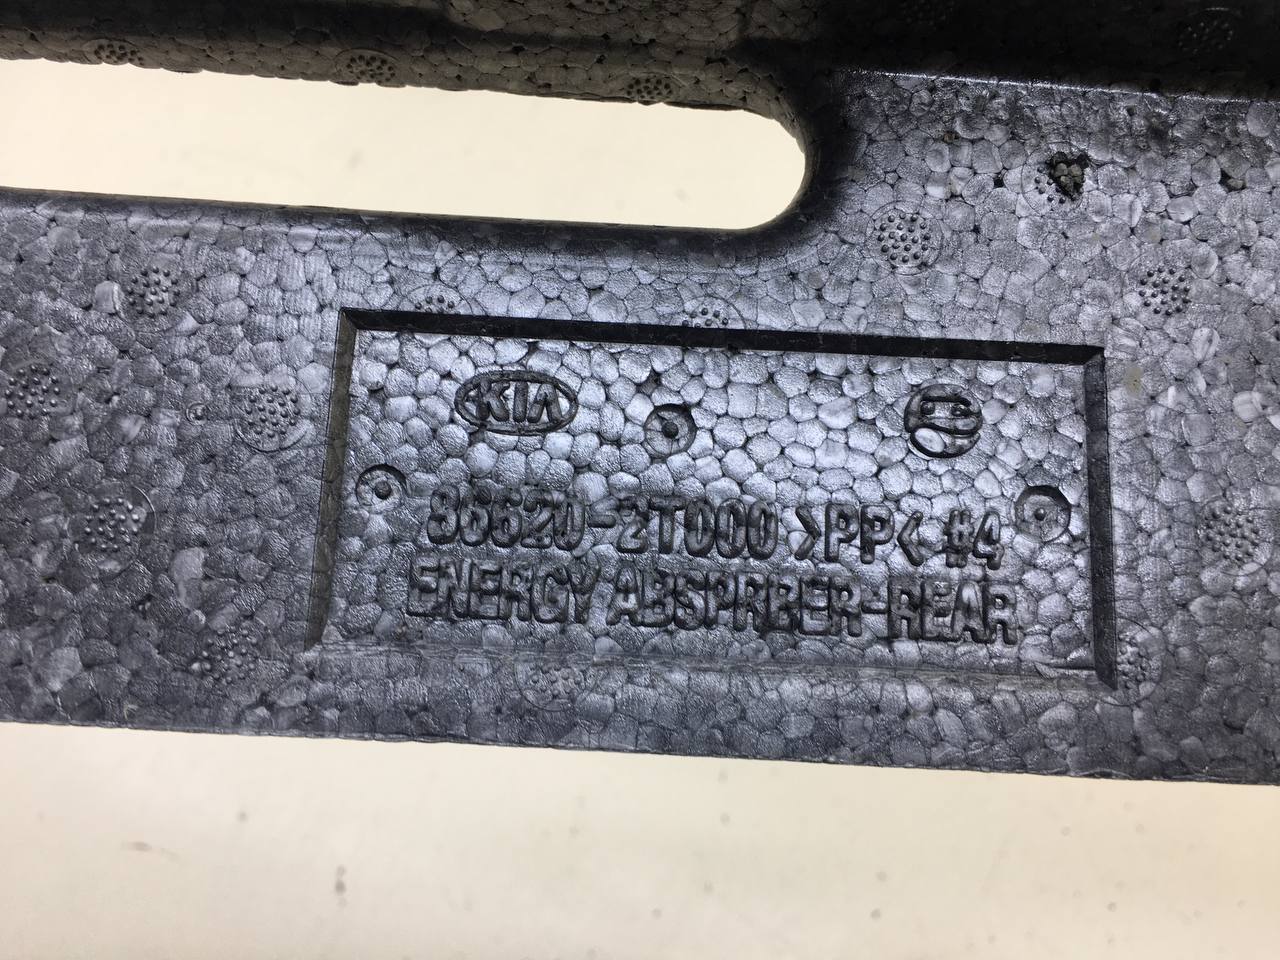 KIA
86620-2T000 >PP< #4
ENERGY ABSPRBER-REAR